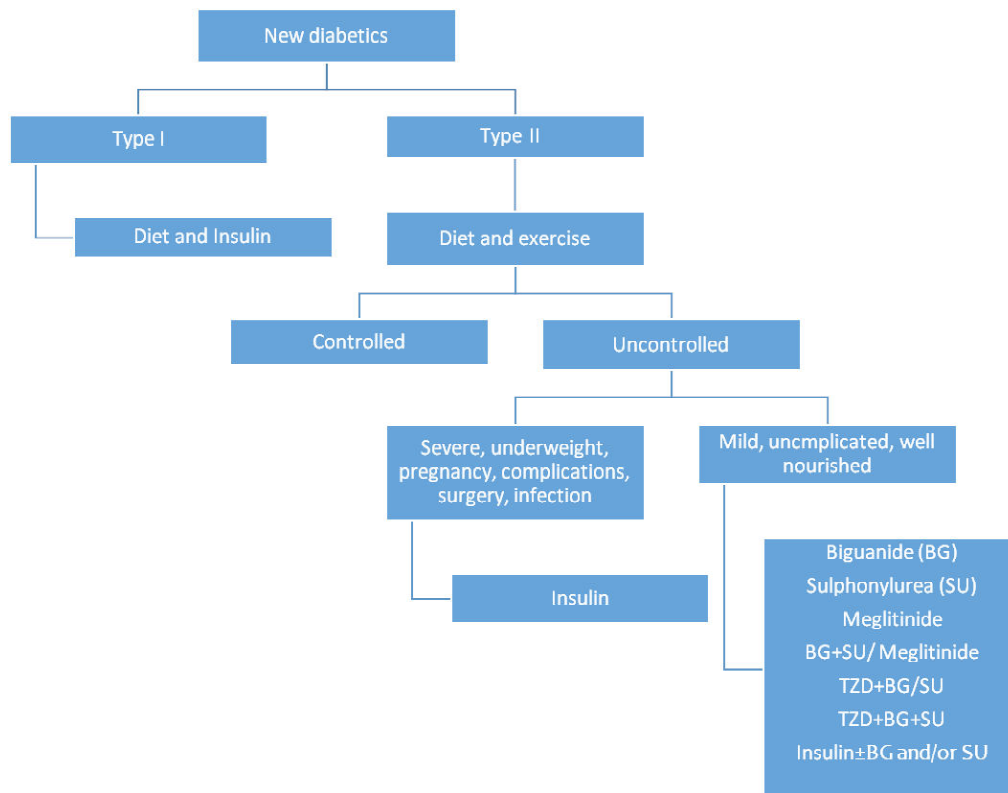 New diabetics
Type I
Type II
Diet and Insulin
Diet and exercise
Controlled
Uncontrolled
Severe, underweight,
pregnancy, complications,
surgery, infection
Mild, uncmplicated, well
nourished
Insulin
Biguanide (BG)
Sulphonylurea (SU)
Meglitinide
BG+SU/ Meglitinide
TZD+BG/SU
TZD+BG+SU
Insulin±BG and/or SU